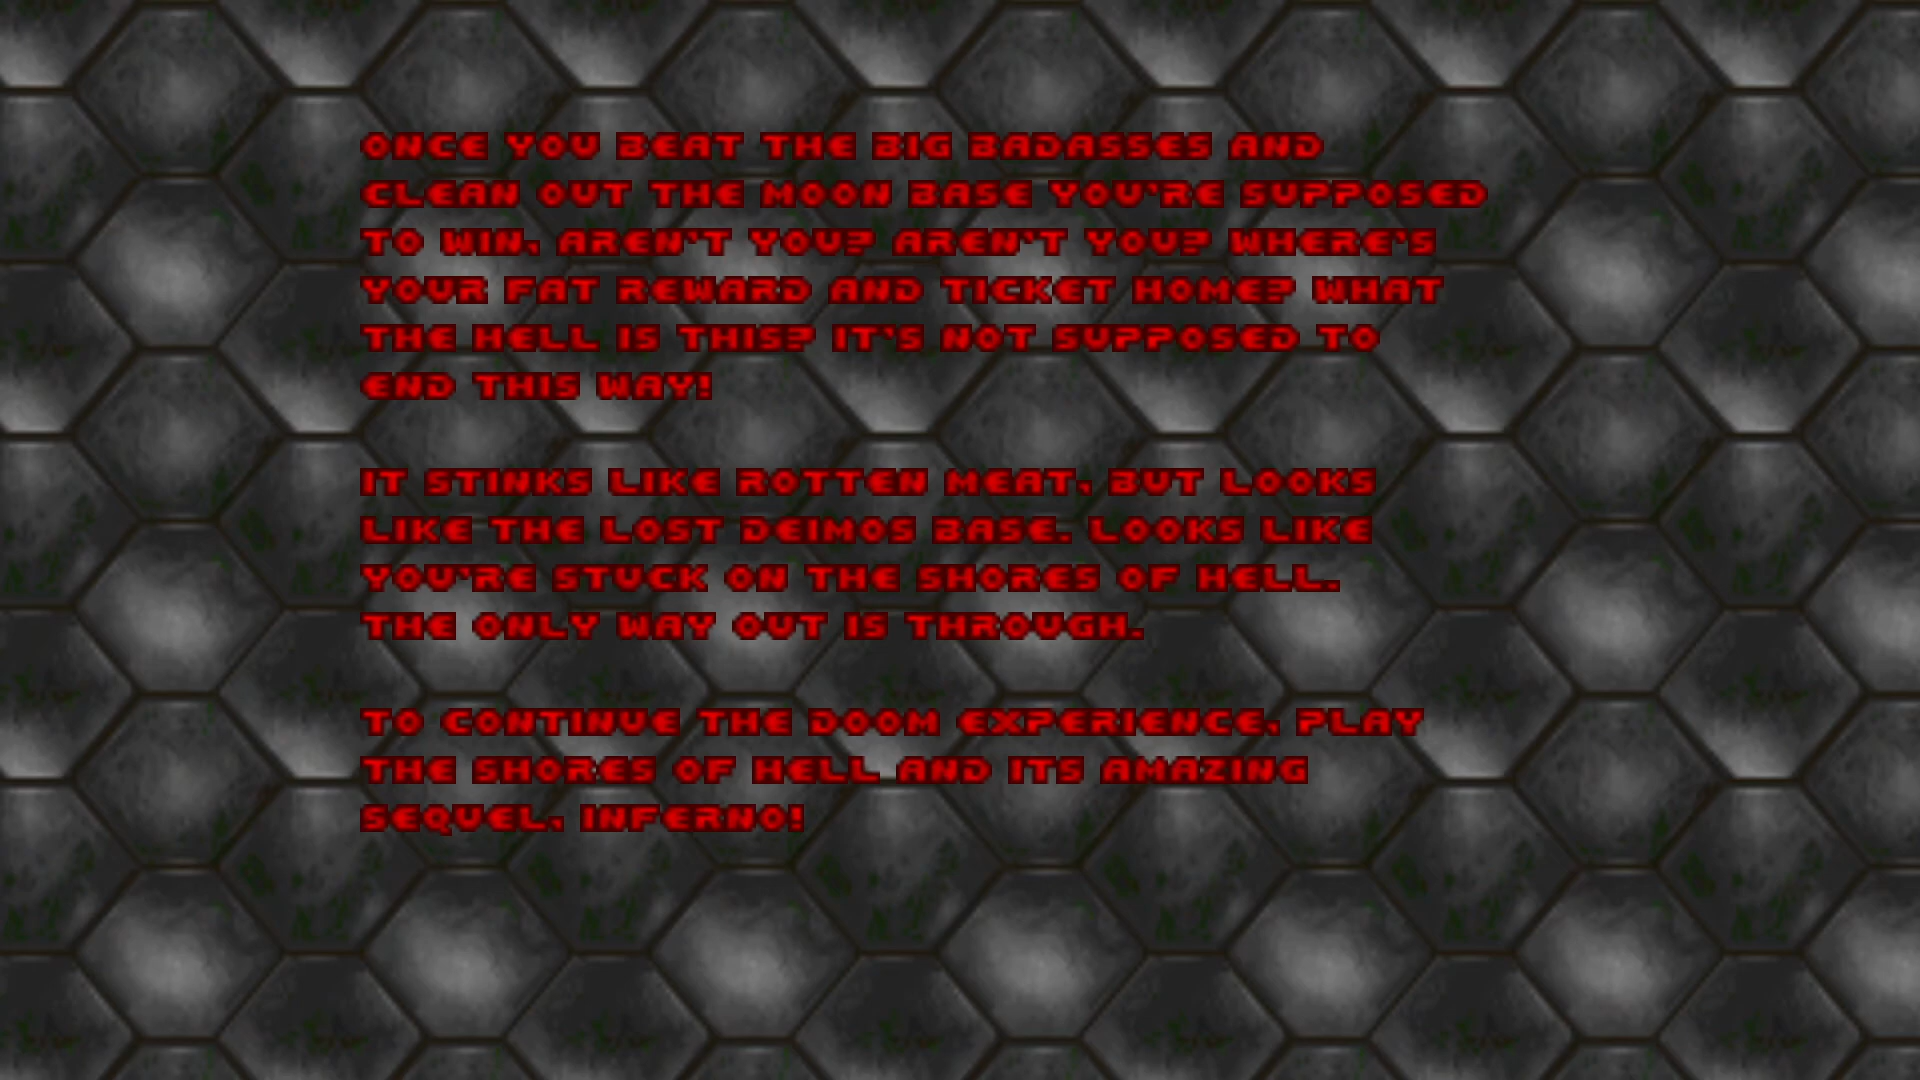 ONCE YOU BEAT THE BIG BADASSES AND
CLEAN OUT THE MOON BASE YOU'RE SUPPOSED
TO WIN, AREN'T YOU? AREN'T YOU? WHERE'S
YOUR FAT REWARD AND TICKET HOME? WHAT
THE HELL IS THIS? IT'S NOT SUPPOSED TO
END THIS WAY!
IT STINKS LIKE ROTTEN MEAT, BUT LOOKS
LIKE THE LOST DEIMOS BASE. LOOKS LIKE
YOU'RE STUCK ON THE SHORES OF HELL.
THE ONLY WAY OUT IS THROUGH.
TO CONTINUE THE DOOM EXPERIENCE, PLAY
THE SHORES OF HELL AND ITS AMAZING
SEQUEL, INFERNO!